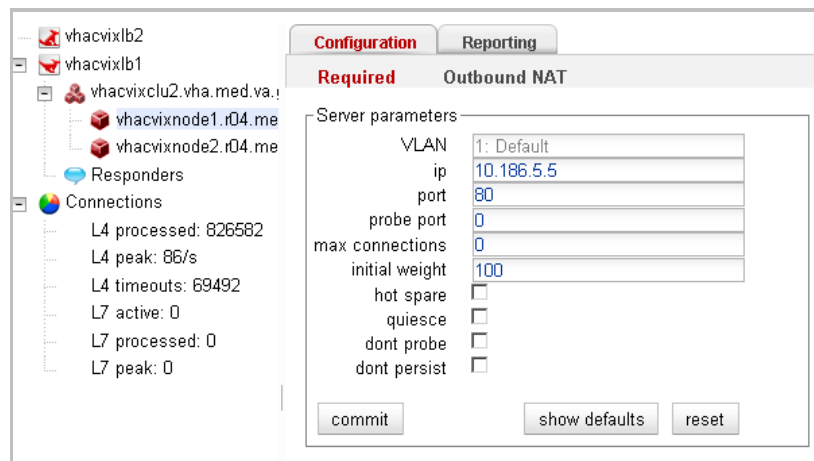 vhacvixlb2
vhacvixlb1
vhacvixclu2.vha.med.va.
vhacvixnode1.r04.me
vhacvixnode2.r04.me
Responders
Connections
L4 processed: 826582
L4 peak: 86/s
L4 timeouts: 69492
L7 active: 0
L7 processed: 0
L7 peak: 0
Configuration
Reporting
Required
Outbound NAT
Server parameters
VLAN 1: Default
ip 10.186.5.5
port 80
probe port 0
max connections 0
initial weight 100
hot spare
quiesce
dont probe
dont persist
commit
show defaults
reset